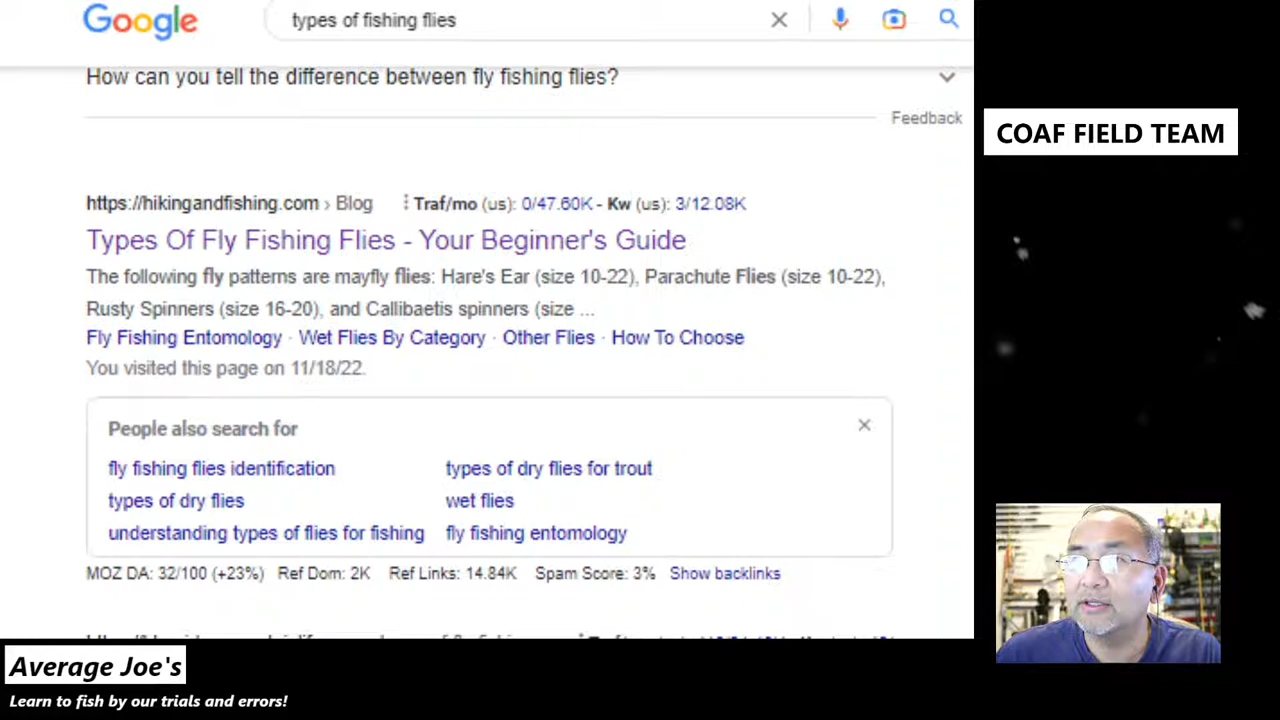 Google
types of fishing flies
How can you tell the difference between fly fishing flies?
Feedback
https://hikingandfishing.com › Blog
Traf/mo (us): 0/47.60K - Kw (us): 3/12.08K
Types Of Fly Fishing Flies - Your Beginner's Guide
The following fly patterns are mayfly flies: Hare's Ear (size 10-22), Parachute Flies (size 10-22),
Rusty Spinners (size 16-20), and Callibaetis spinners (size ...
Fly Fishing Entomology · Wet Flies By Category · Other Flies · How To Choose
You visited this page on 11/18/22.
People also search for
fly fishing flies identification
types of dry flies for trout
types of dry flies
wet flies
understanding types of flies for fishing
fly fishing entomology
MOZ DA: 32/100 (+23%) Ref Dom: 2K Ref Links: 14.84K Spam Score: 3% Show backlinks
COAF FIELD TEAM
Average Joe's
Learn to fish by our trials and errors!